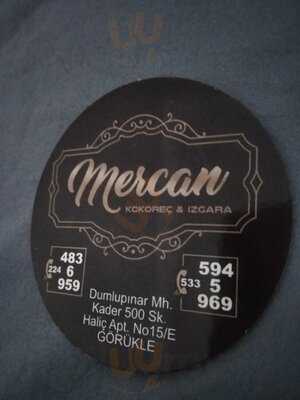 Mercan
KOKOREÇ & IZGARA
224 483
6
959
533 594
5
969
Dumlupınar Mh.
Kader 500 Sk.
Haliç Apt. No15/E
GÖRÜKLE